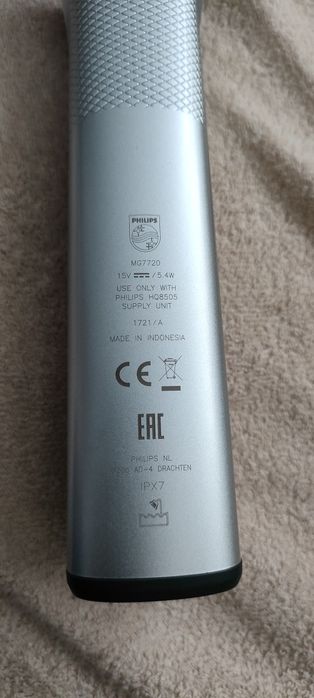 PHILIPS
MG7720
15V ⎓ / 5.4W
USE ONLY WITH
PHILIPS HQ8505
SUPPLY UNIT
1721/A
MADE IN INDONESIA
CE
EAC
PHILIPS NL
AD-4 DRACHTEN
IPX7